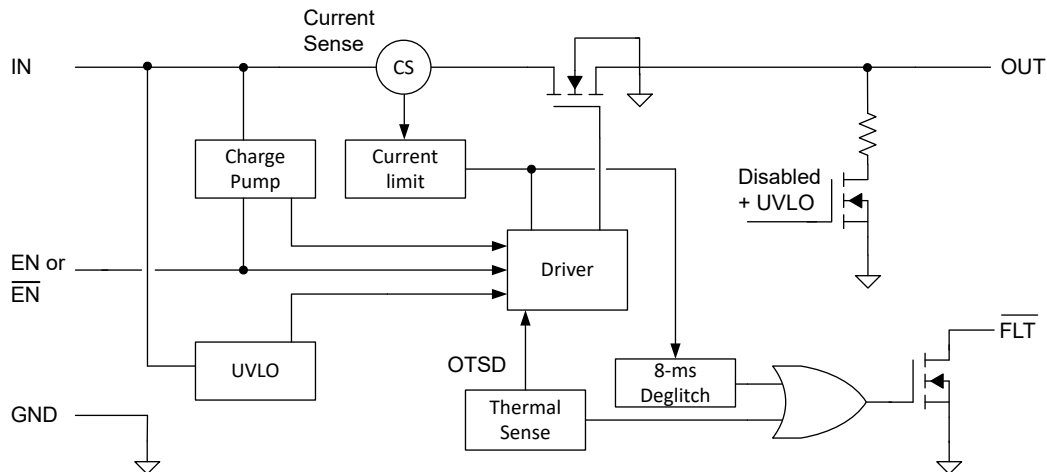 Current
Sense
IN
CS
OUT
Charge
Pump
Current
limit
Disabled
+ UVLO
EN or
EN
Driver
UVLO
OTSD
8-ms
Deglitch
FLT
GND
Thermal
Sense